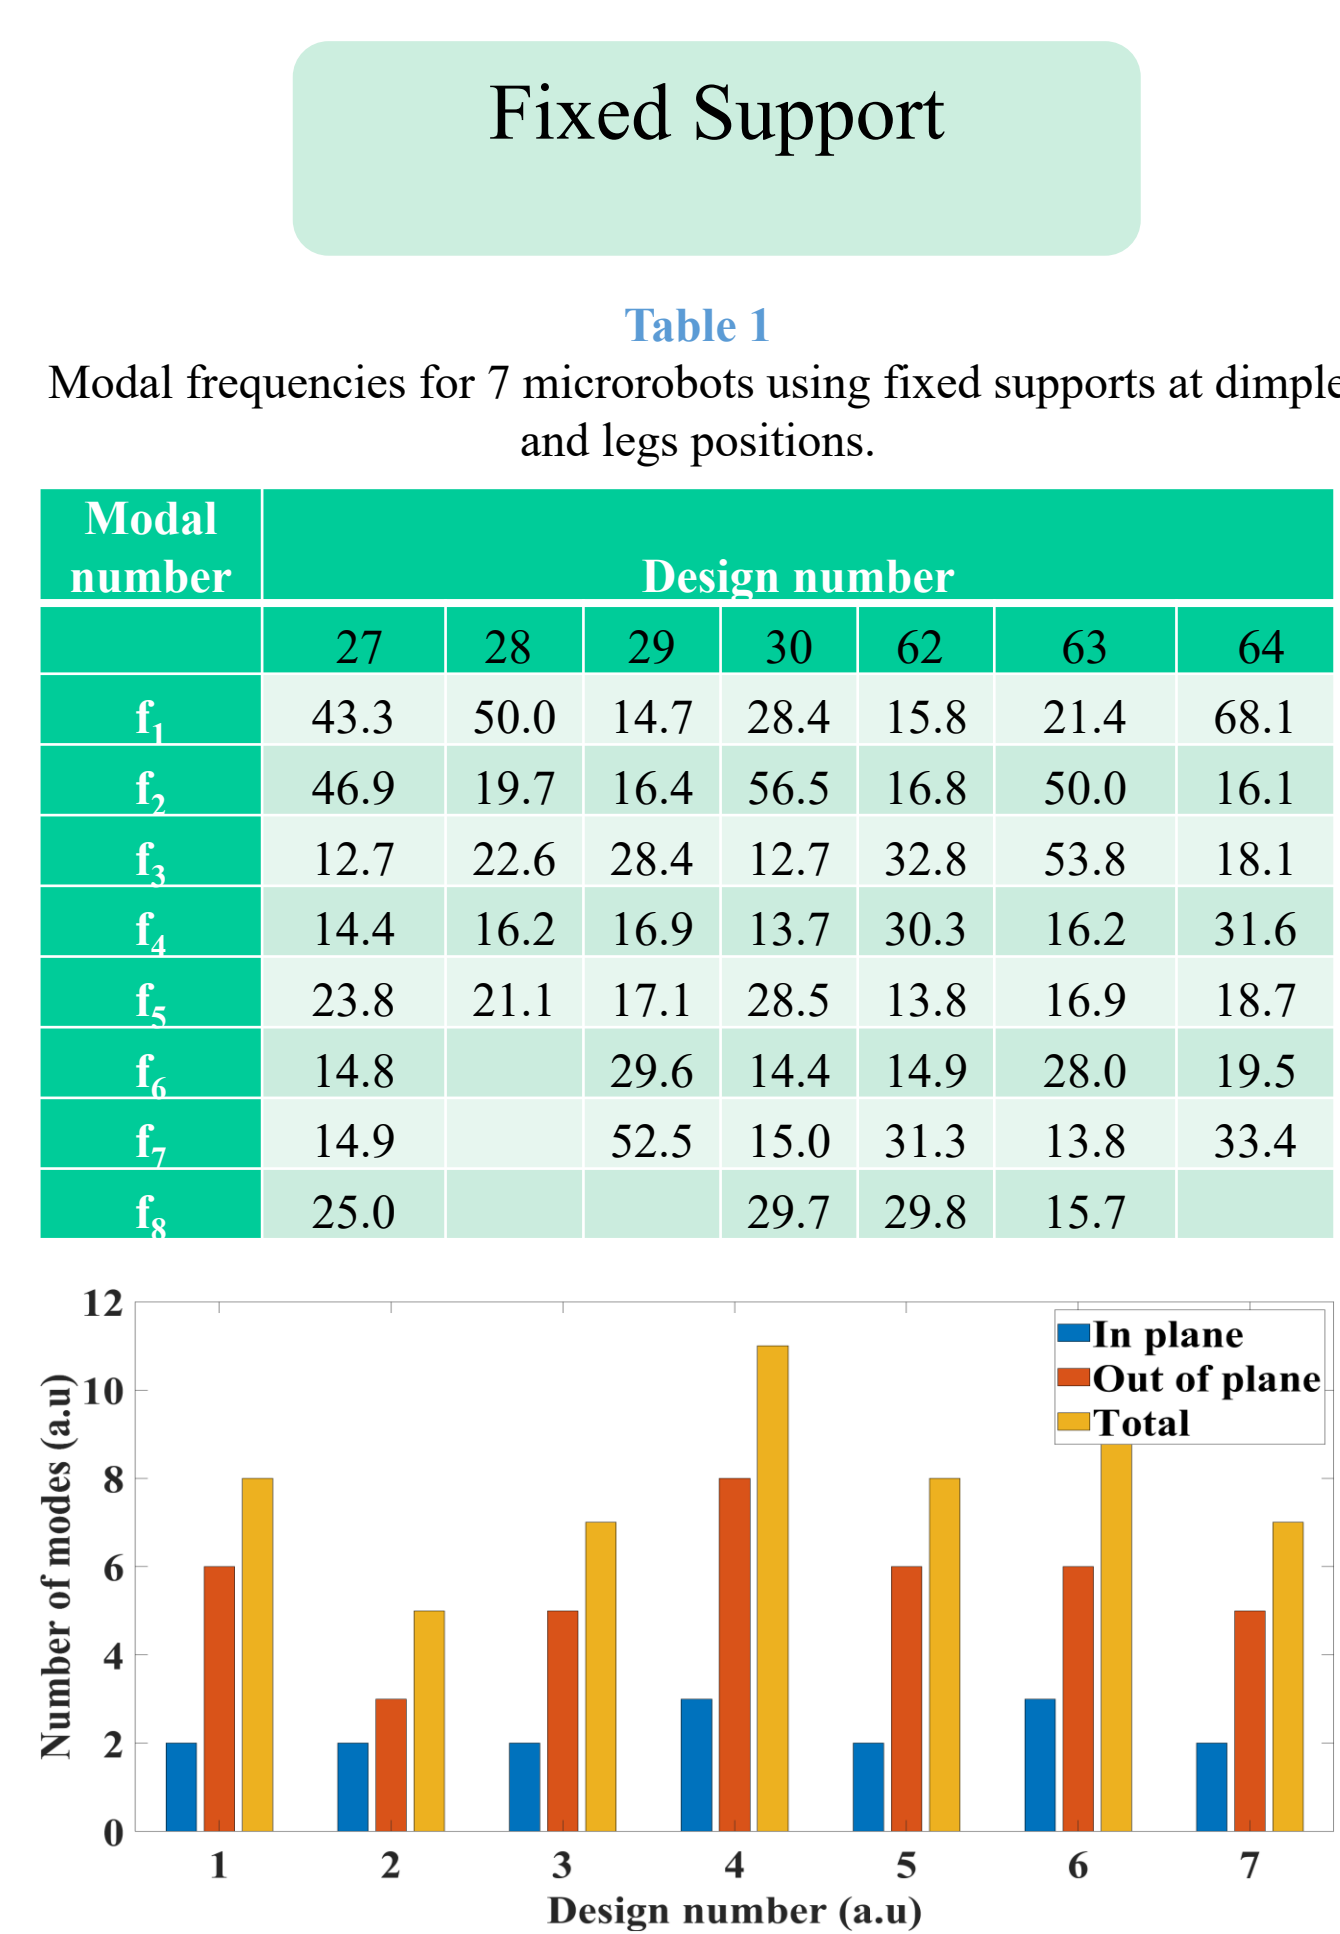 Fixed Support
Table 1
Modal frequencies for 7 microrobots using fixed supports at dimple
and legs positions.
Modal
number
Design number
27 28 29 30 62 63 64
f1 43.3 50.0 14.7 28.4 15.8 21.4 68.1
f2 46.9 19.7 16.4 56.5 16.8 50.0 16.1
f3 12.7 22.6 28.4 12.7 32.8 53.8 18.1
f4 14.4 16.2 16.9 13.7 30.3 16.2 31.6
f5 23.8 21.1 17.1 28.5 13.8 16.9 18.7
f6 14.8 29.6 14.4 14.9 28.0 19.5
f7 14.9 52.5 15.0 31.3 13.8 33.4
f8 25.0 29.7 29.8 15.7
Number of modes (a.u)
12
10
8
6
4
2
0
In plane
Out of plane
Total
1 2 3 4 5 6 7
Design number (a.u)